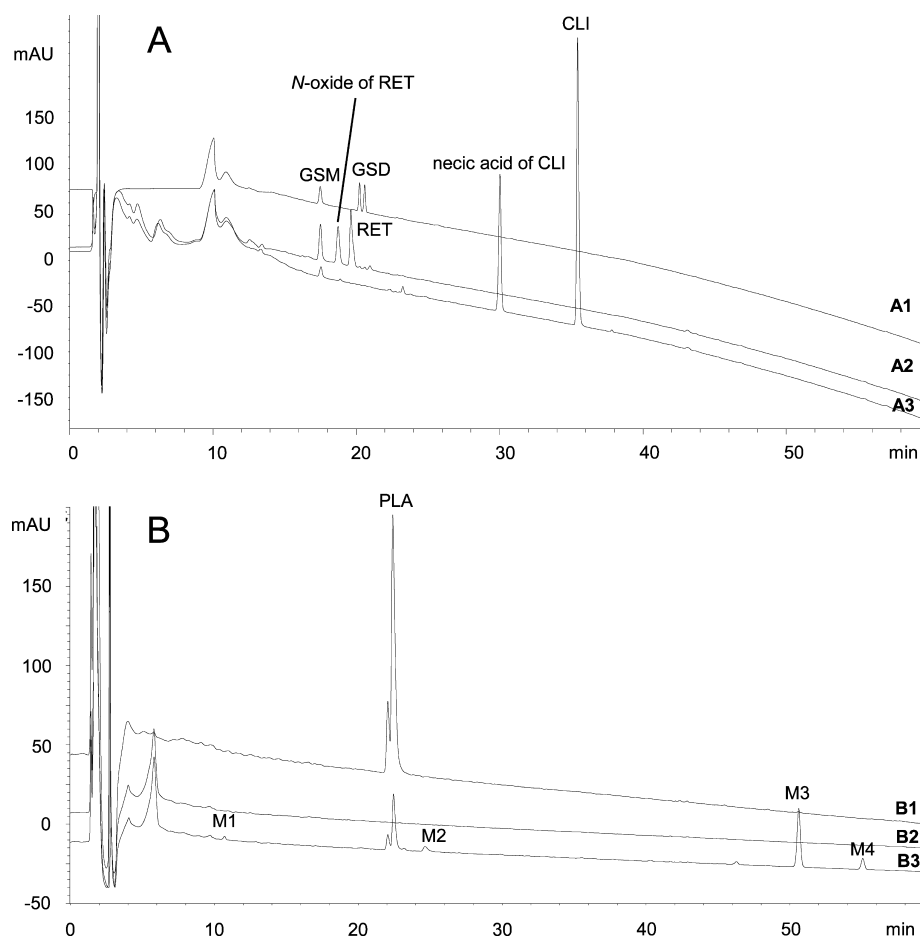 CLI
A
mAU
N-oxide of RET
150
100
necic acid of CLI
GSM
GSD
50
RET
0
-50
A1
-100
A2
-150
A3
0
10
20
30
40
50
min
PLA
mAU
B
150
100
50
M3
B1
0
M1
M2
B2
M4
B3
-50
0
10
20
30
40
50
min